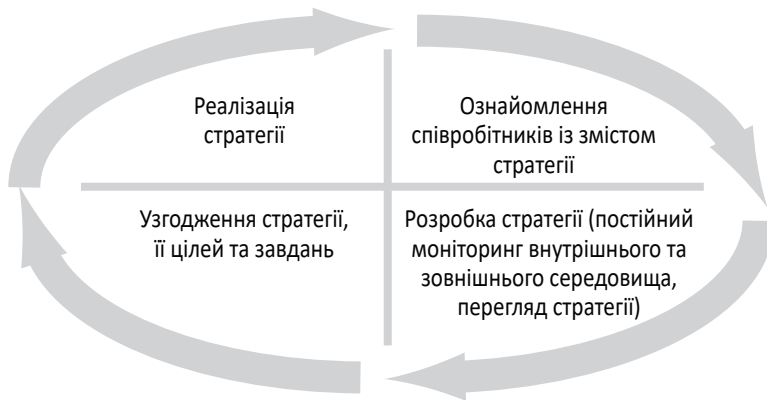 Реалізація
стратегії
Ознайомлення
співробітників із змістом
стратегії
Узгодження стратегії,
її цілей та завдань
Розробка стратегії (постійний
моніторинг внутрішнього та
зовнішнього середовища,
перегляд стратегії)